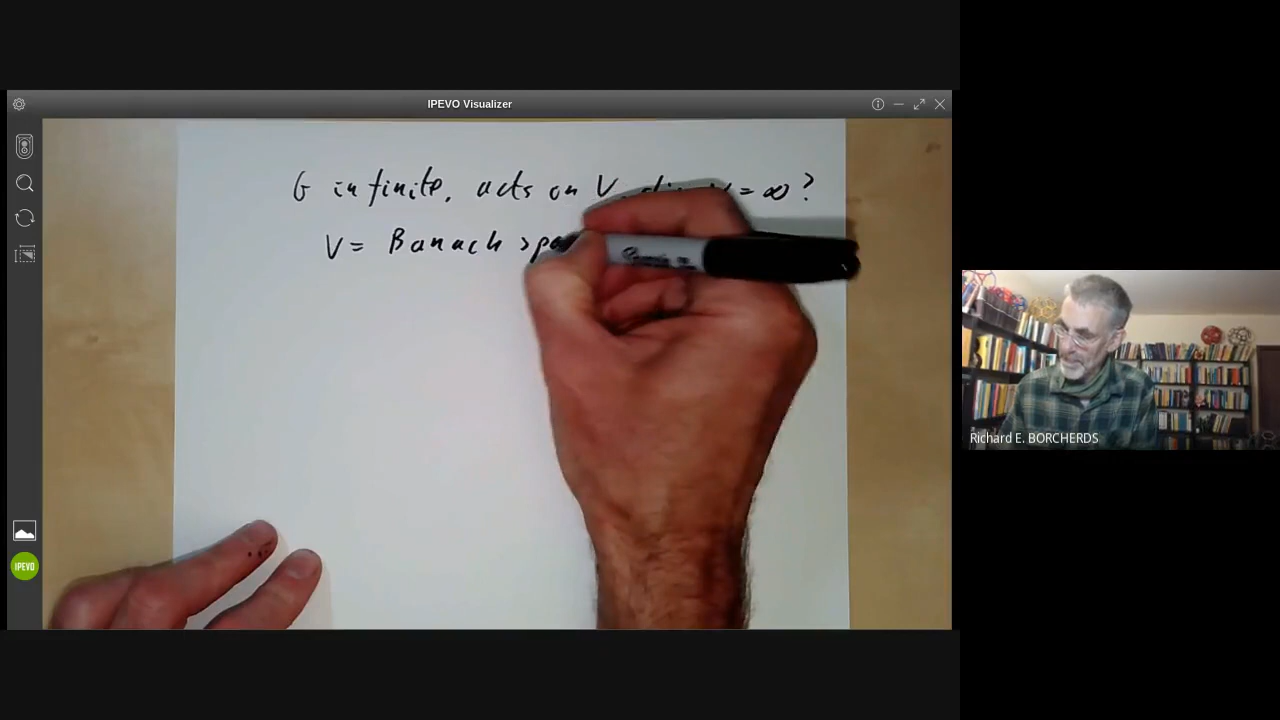 IPEVO Visualizer
G infinite, acts on V, = ∞ ?
V = Banach
IPEVO
Richard E. BORCHERDS